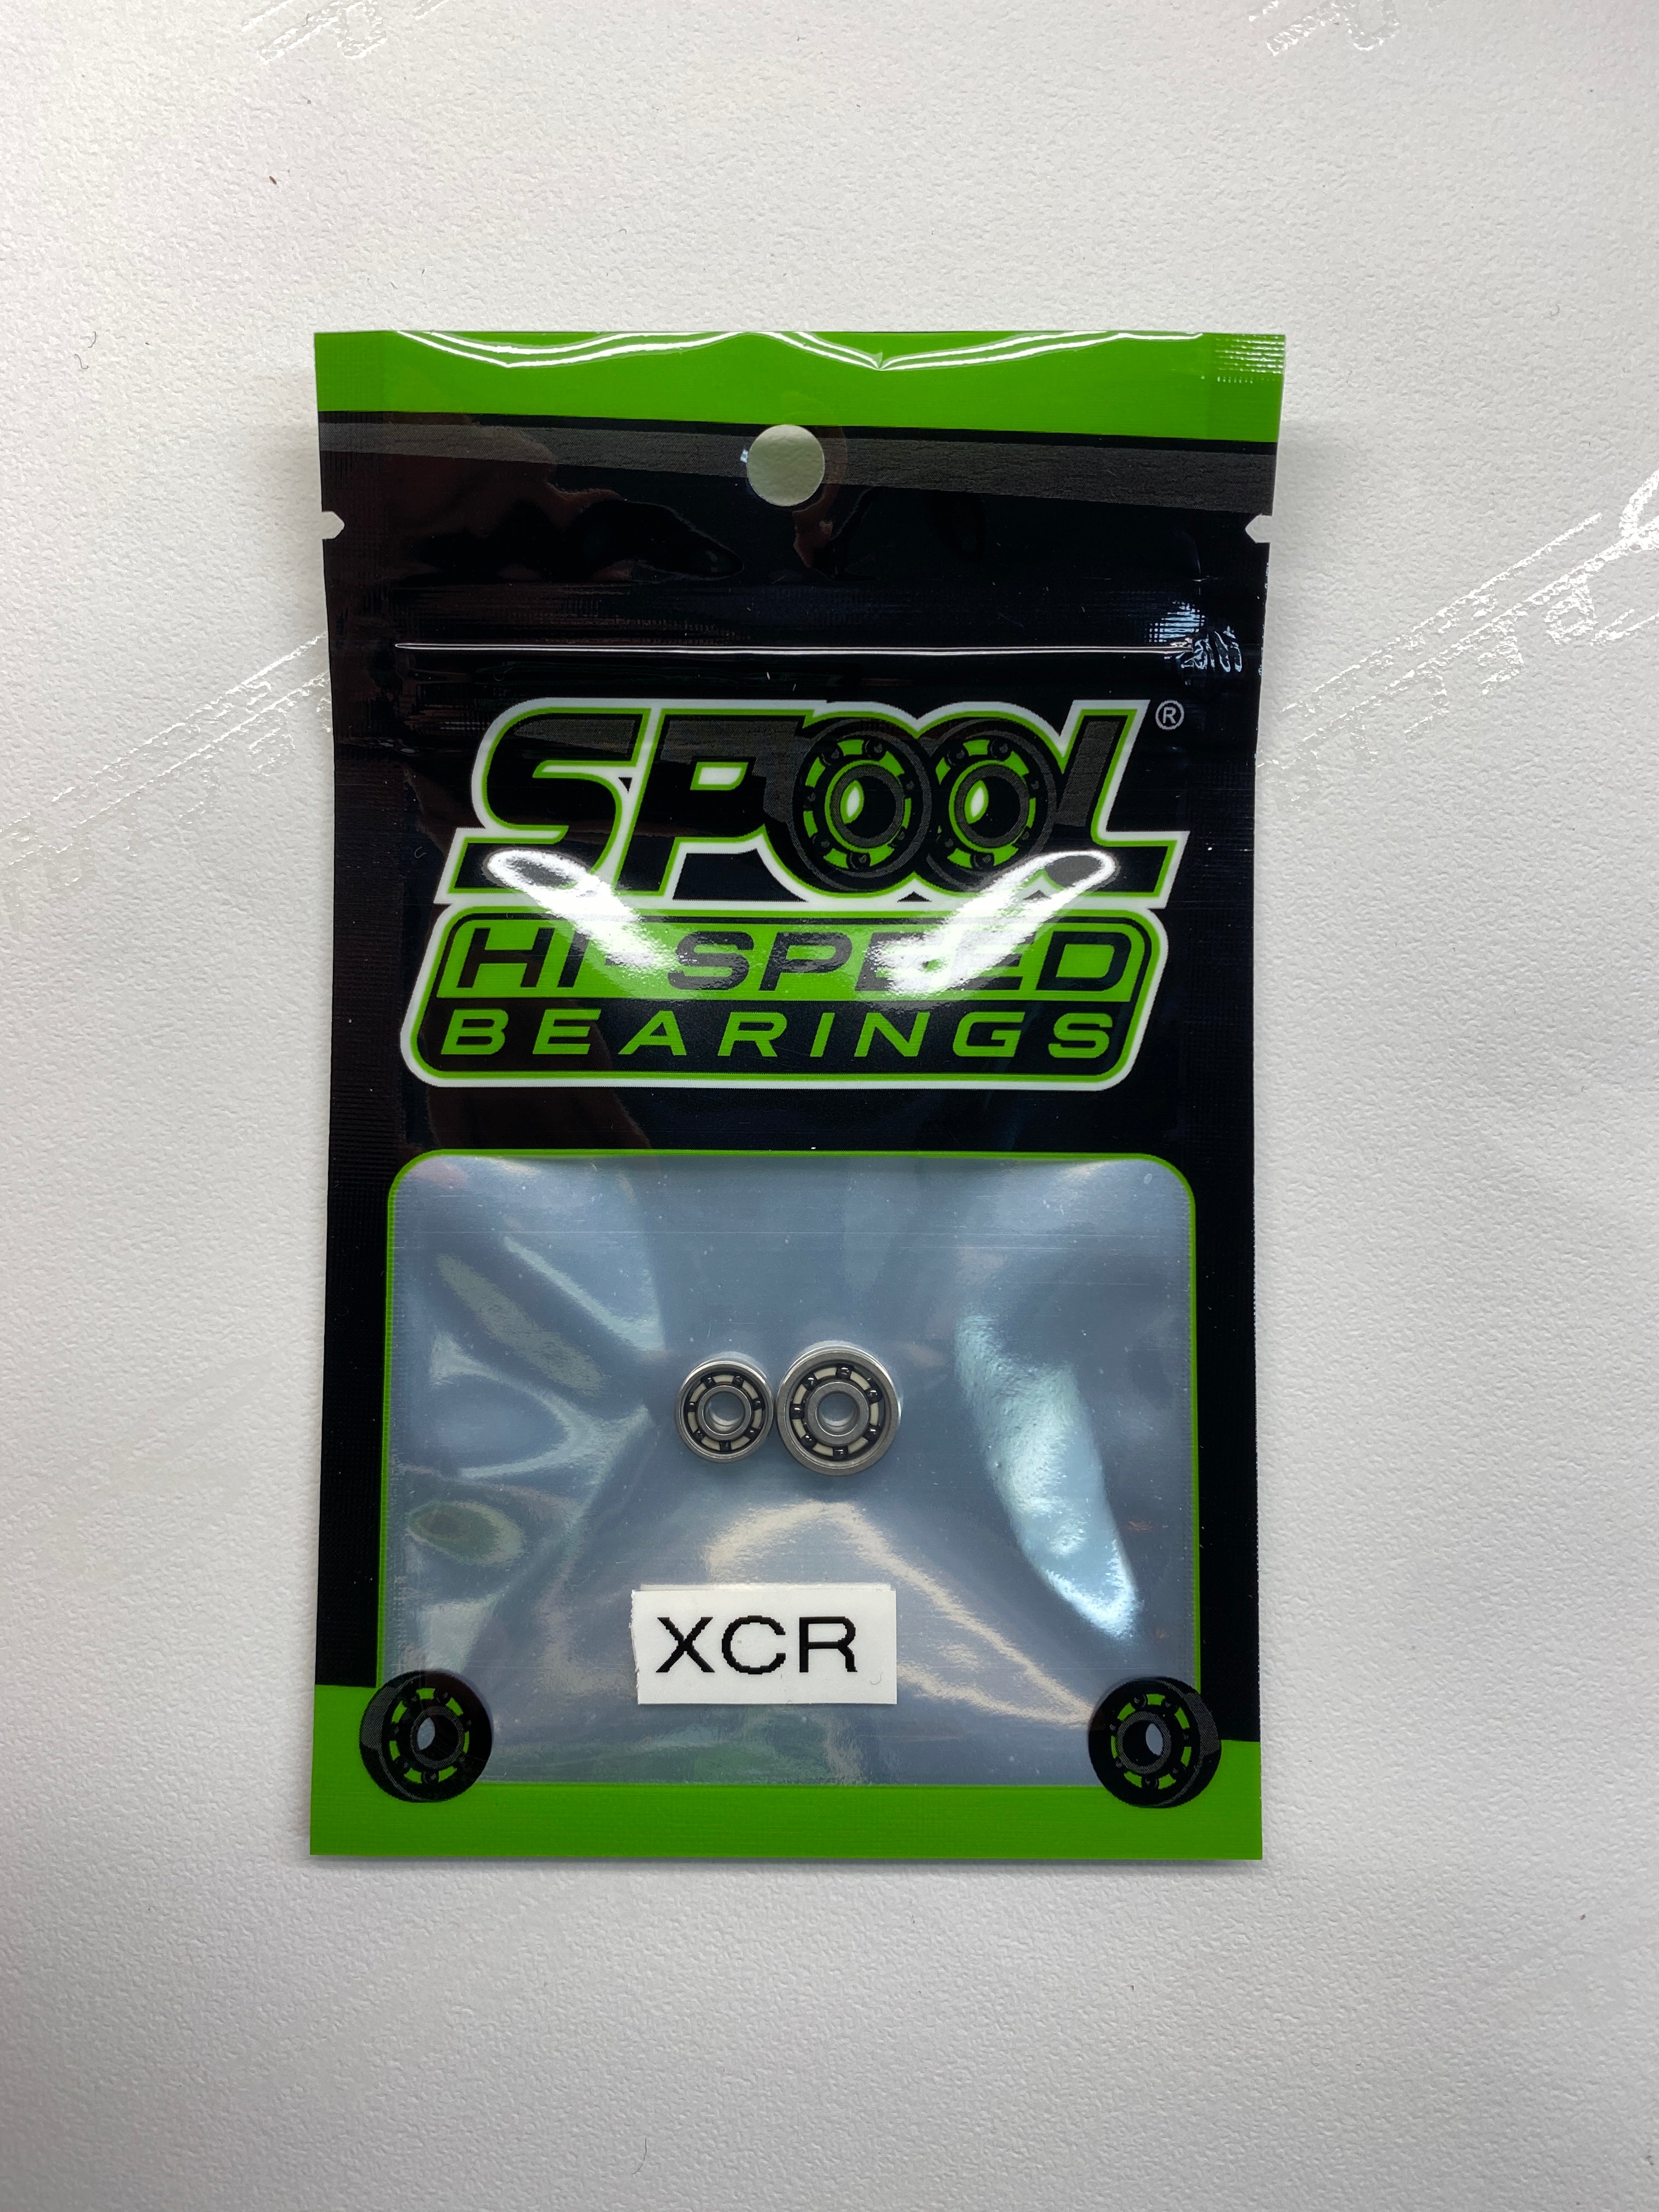 SPOOL®
HI SPEED
BEARINGS
XCR